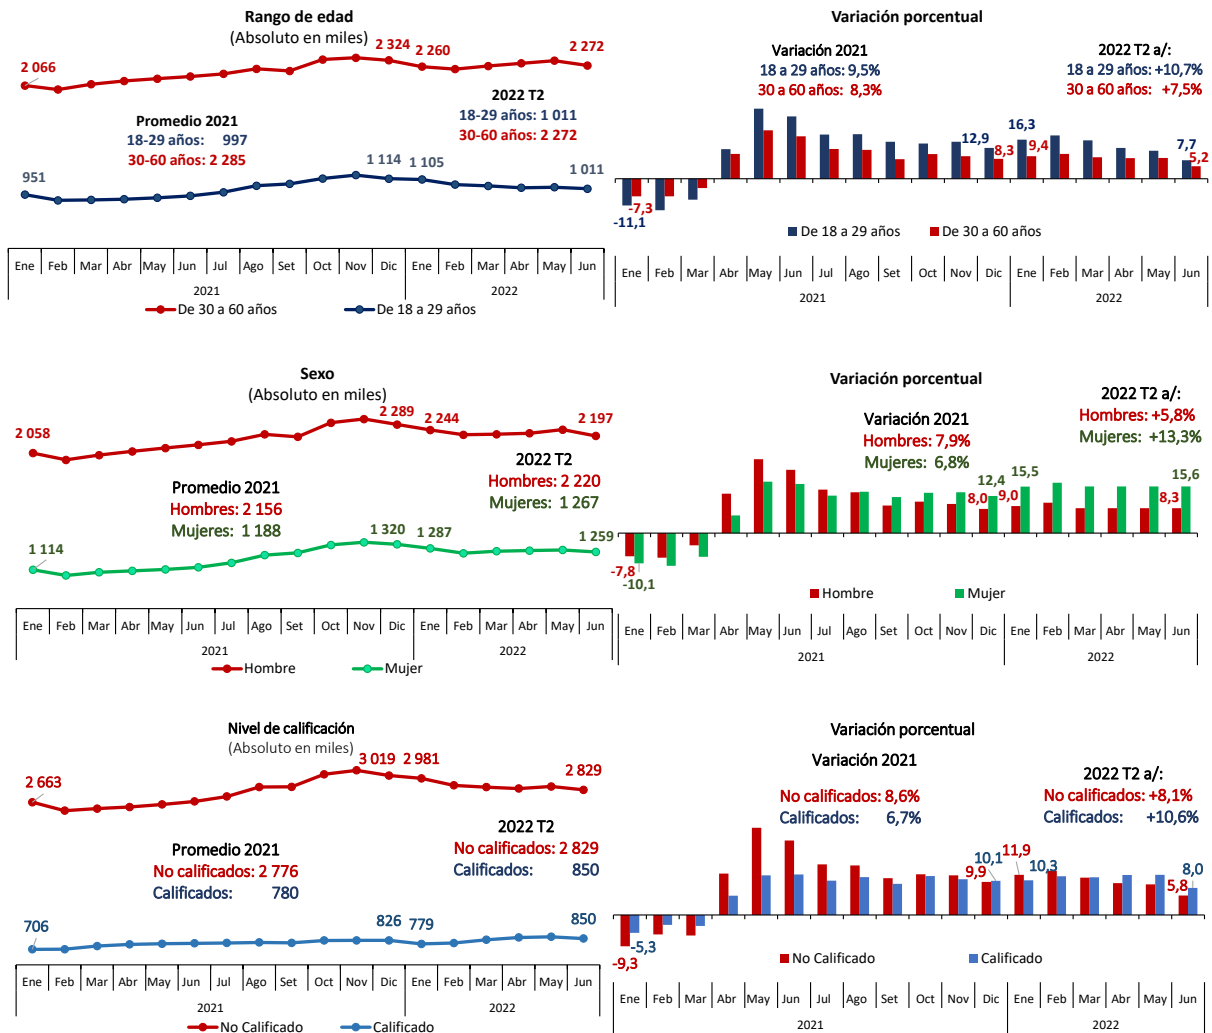 Rango de edad
(Absoluto en miles)
2 066
2 324
2 260
2 272
Promedio 2021
18-29 años: 997
30-60 años: 2 285
2022 T2
18-29 años: 1 011
30-60 años: 2 272
951
1 114
1 105
1 011
Ene Feb Mar Abr May Jun Jul Ago Set Oct Nov Dic Ene Feb Mar Abr May Jun
2021 2022
De 30 a 60 años De 18 a 29 años
Variación porcentual
Variación 2021
18 a 29 años: 9,5%
30 a 60 años: 8,3%
2022 T2 a/:
18 a 29 años: +10,7%
30 a 60 años: +7,5%
-7,3
-11,1
12,9
8,3
16,3
9,4
7,7
5,2
De 18 a 29 años De 30 a 60 años
Ene Feb Mar Abr May Jun Jul Ago Set Oct Nov Dic Ene Feb Mar Abr May Jun
2021 2022
Sexo
(Absoluto en miles)
2 058
2 289
2 244
2 197
Promedio 2021
Hombres: 2 156
Mujeres: 1 188
2022 T2
Hombres: 2 220
Mujeres: 1 267
1 114
1 320
1 287
1 259
Ene Feb Mar Abr May Jun Jul Ago Set Oct Nov Dic Ene Feb Mar Abr May Jun
2021 2022
Hombre Mujer
Variación porcentual
Variación 2021
Hombres: 7,9%
Mujeres: 6,8%
2022 T2 a/:
Hombres: +5,8%
Mujeres: +13,3%
-7,8
-10,1
8,0
12,4
9,0
15,5
8,3
15,6
Hombre Mujer
Ene Feb Mar Abr May Jun Jul Ago Set Oct Nov Dic Ene Feb Mar Abr May Jun
2021 2022
Nivel de calificación
(Absoluto en miles)
2 663
3 019
2 981
2 829
Promedio 2021
No calificados: 2 776
Calificados: 780
2022 T2
No calificados: 2 829
Calificados: 850
706
826
779
850
Ene Feb Mar Abr May Jun Jul Ago Set Oct Nov Dic Ene Feb Mar Abr May Jun
2021 2022
No Calificado Calificado
Variación porcentual
Variación 2021
No calificados: 8,6%
Calificados: 6,7%
2022 T2 a/:
No calificados: +8,1%
Calificados: +10,6%
-9,3
-5,3
9,9
10,1
11,9
10,3
5,8
8,0
No Calificado Calificado
Ene Feb Mar Abr May Jun Jul Ago Set Oct Nov Dic Ene Feb Mar Abr May Jun
2021 2022